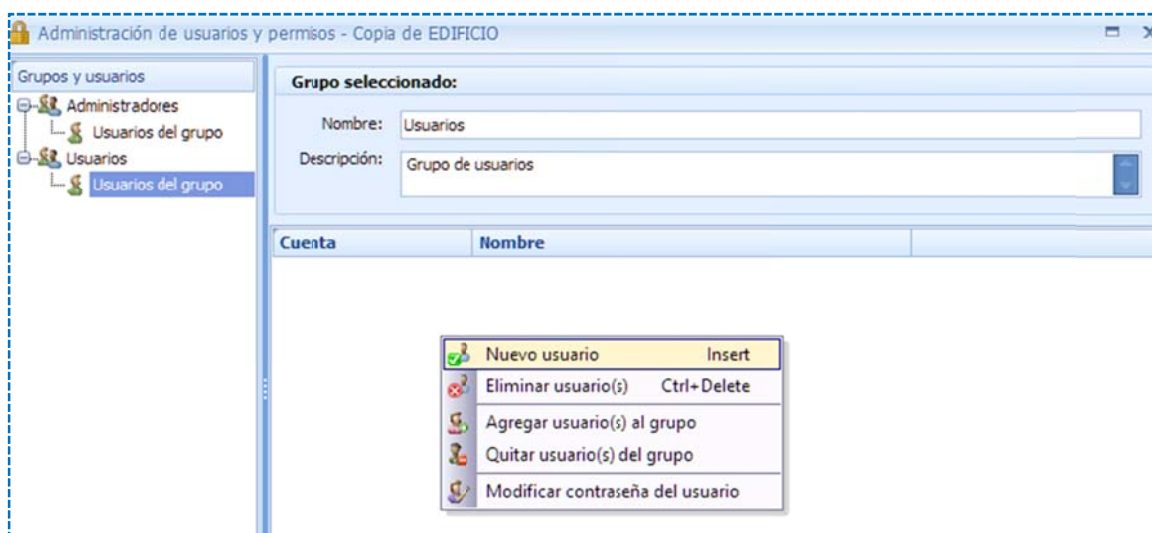 Administración de usuarios y permisos - Copia de EDIFICIO
Grupos y usuarios
Administradores
Usuarios del grupo
Usuarios
Usuarios del grupo
Grupo seleccionado:
Nombre: Usuarios
Descripción: Grupo de usuarios
Cuenta Nombre
Nuevo usuario Insert
Eliminar usuario(s) Ctrl+Delete
Agregar usuario(s) al grupo
Quitar usuario(s) del grupo
Modificar contraseña del usuario